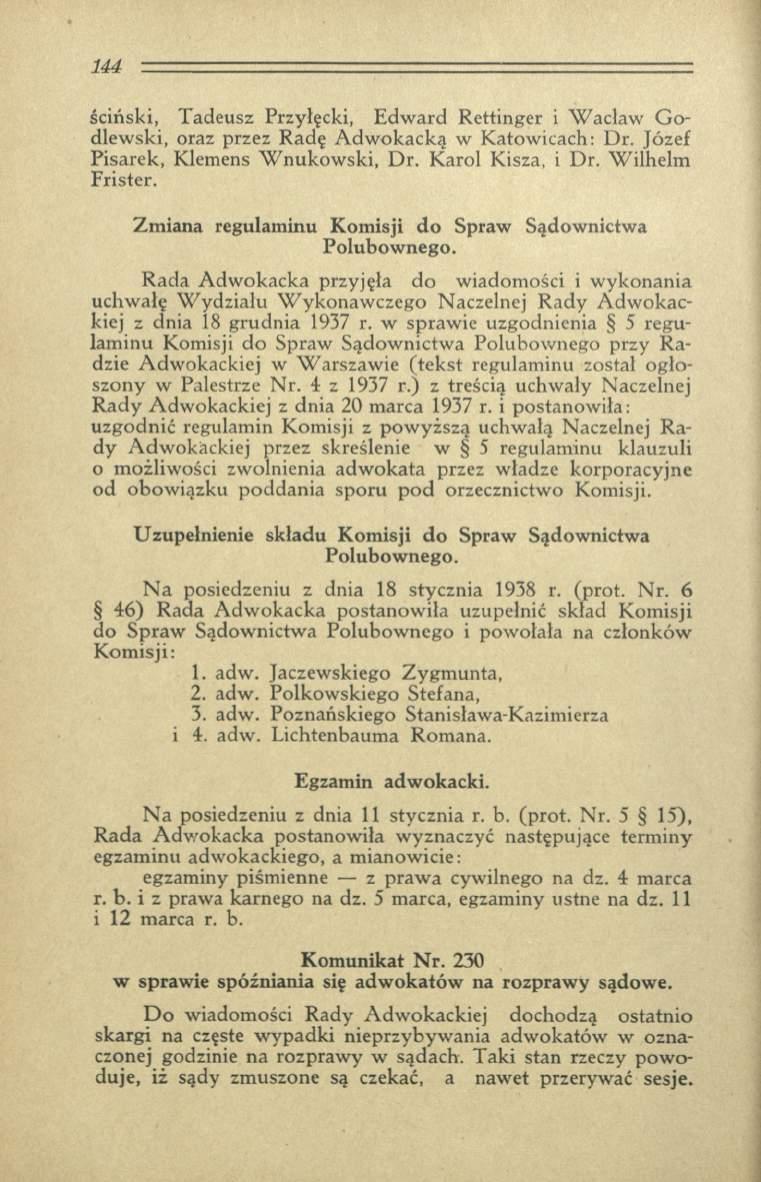 144
ściński, Tadeusz Przyłęcki, Edward Rettinger i Wacław Go-
dlewski, oraz przez Radę Adwokacką w Katowicach: Dr. Józef
Pisarek, Klemens Wnukowski, Dr. Karol Kisza, i Dr. Wilhelm
Frister.
Zmiana regulaminu Komisji do Spraw Sądownictwa
Polubownego.
Rada Adwokacka przyjęła do wiadomości i wykonania
uchwałę Wydziału Wykonawczego Naczelnej Rady Adwokac-
kiej z dnia 18 grudnia 1937 r. w sprawie uzgodnienia § 5 regu-
laminu Komisji do Spraw Sądownictwa Polubownego przy Ra-
dzie Adwokackiej w Warszawie (tekst regulaminu został ogło-
szony w Palestrze Nr. 4 z 1937 r.) z treścią uchwały Naczelnej
Rady Adwokackiej z dnia 20 marca 1937 r. i postanowiła:
uzgodnić regulamin Komisji z powyższą uchwałą Naczelnej Ra-
dy Adwokackiej przez skreślenie w § 5 regulaminu klauzuli
o możliwości zwolnienia adwokata przez władze korporacyjne
od obowiązku poddania sporu pod orzecznictwo Komisji.
Uzupełnienie składu Komisji do Spraw Sądownictwa
Polubownego.
Na posiedzeniu z dnia 18 stycznia 1938 r. (prot. Nr. 6
§ 46) Rada Adwokacka postanowiła uzupełnić skład Komisji
do Spraw Sądownictwa Polubownego i powołała na członków
Komisji:
1. adw. Jaczewskiego Zygmunta,
2. adw. Polkowskiego Stefana,
3. adw. Poznańskiego Stanisława-Kazimierza
i 4. adw. Lichtenbauma Romana.
Egzamin adwokacki.
Na posiedzeniu z dnia 11 stycznia r. b. (prot. Nr. 5 § 15),
Rada Adwokacka postanowiła wyznaczyć następujące terminy
egzaminu adwokackiego, a mianowicie:
egzaminy piśmienne — z prawa cywilnego na dz. 4 marca
r. b. i z prawa karnego na dz. 5 marca, egzaminy ustne na dz. 11
i 12 marca r. b.
Komunikat Nr. 230
w sprawie spóźniania się adwokatów na rozprawy sądowe.
Do wiadomości Rady Adwokackiej dochodzą ostatnio
skargi na częste wypadki nieprzybywania adwokatów w ozna-
czonej godzinie na rozprawy w sądach. Taki stan rzeczy powo-
duje, iż sądy zmuszone są czekać, a nawet przerywać sesje.